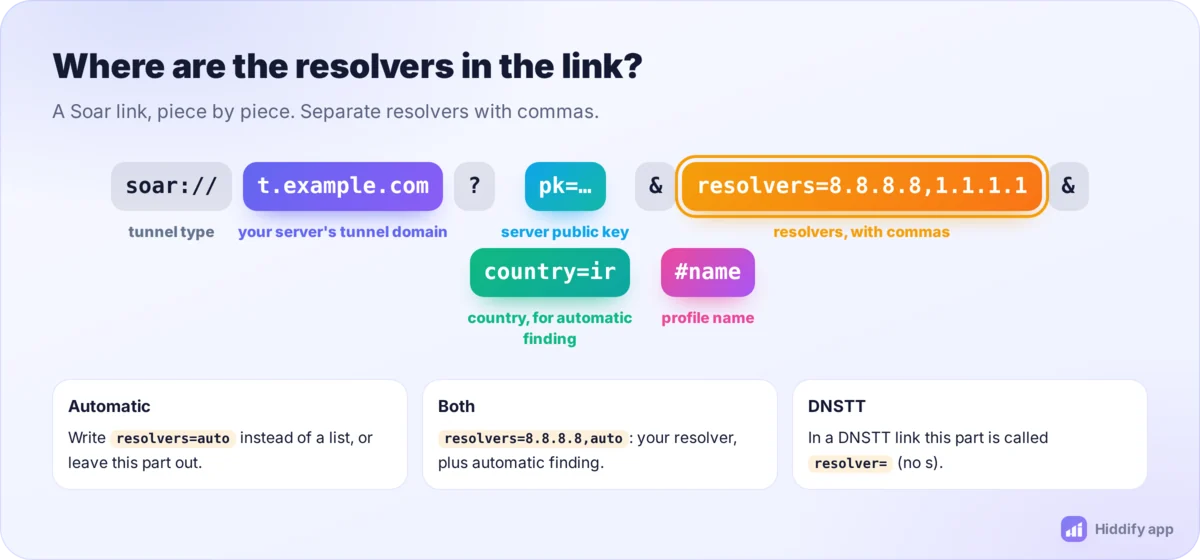 Where are the resolvers in the link?
A Soar link, piece by piece. Separate resolvers with commas.
soar:// t.example.com ? pk=… & resolvers=8.8.8.8,1.1.1.1 &
tunnel type your server's tunnel domain server public key resolvers, with commas
country=ir #name
country, for automatic finding profile name
Automatic
Write resolvers=auto instead of a list, or
leave this part out.
Both
resolvers=8.8.8.8,auto: your resolver,
plus automatic finding.
DNSTT
In a DNSTT link this part is called
resolver= (no s).
Hiddify app